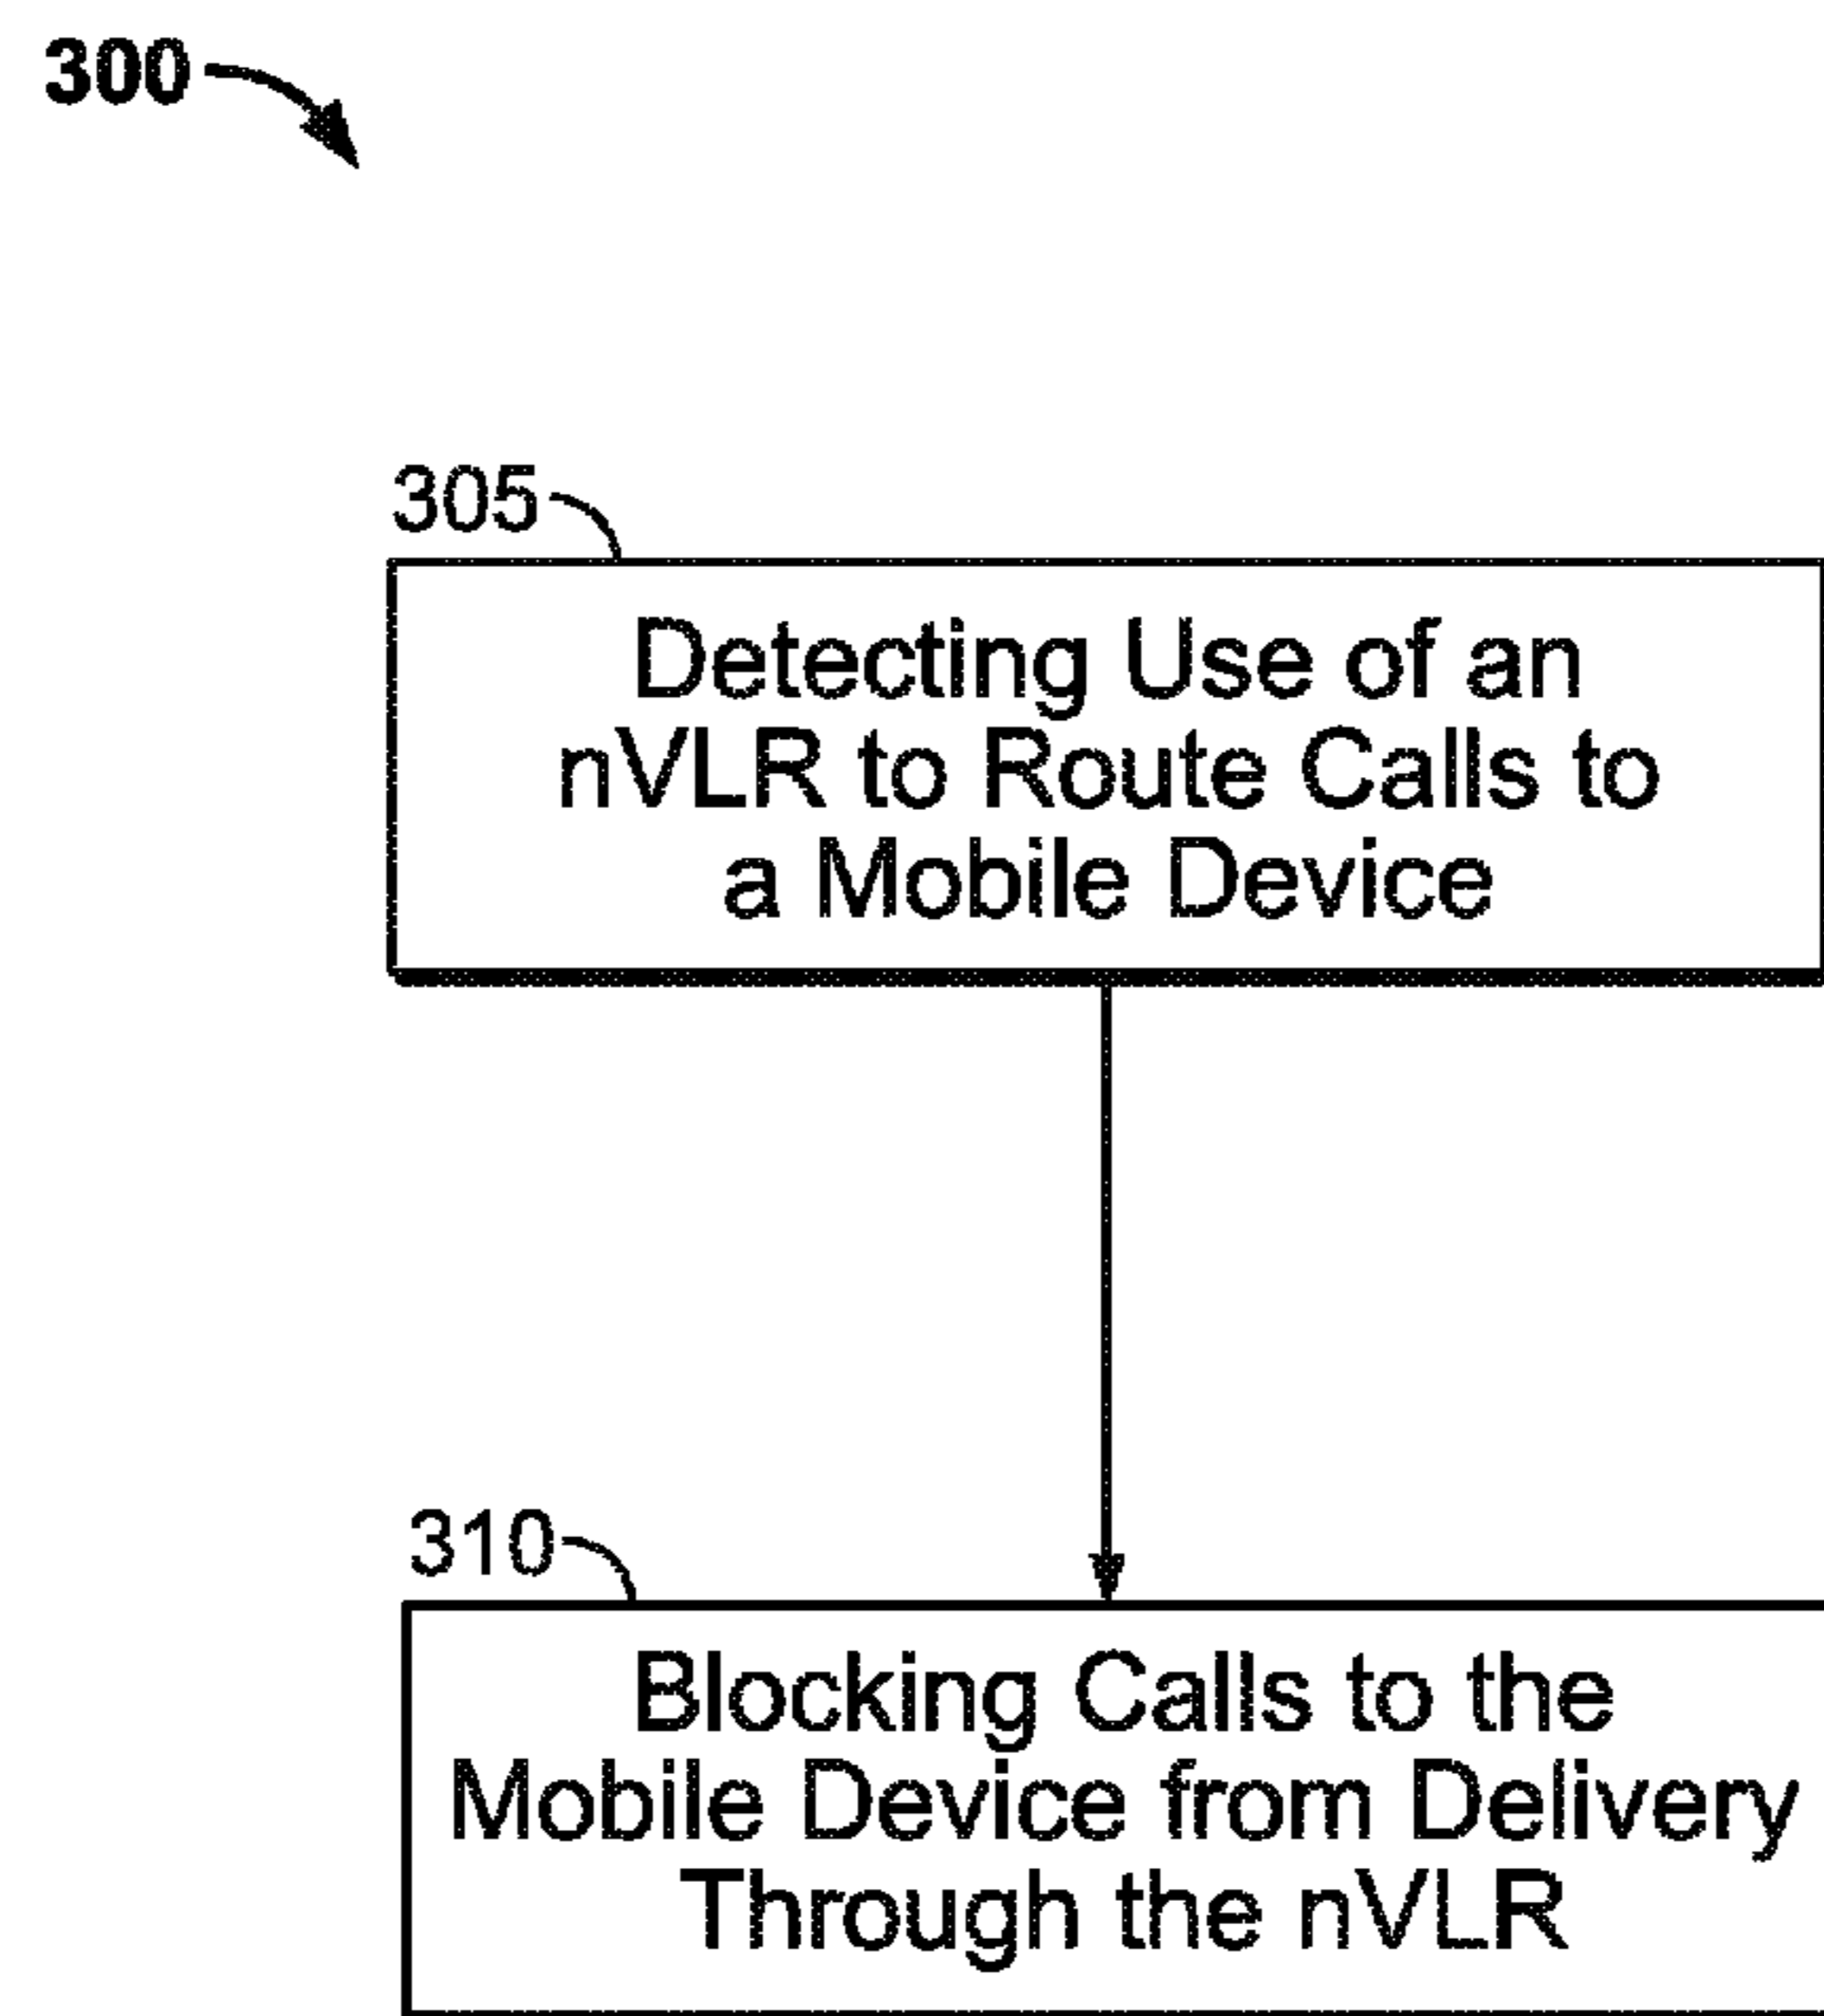 300
305
Detecting Use of an
nVLR to Route Calls to
a Mobile Device
310
Blocking Calls to the
Mobile Device from Delivery
Through the nVLR